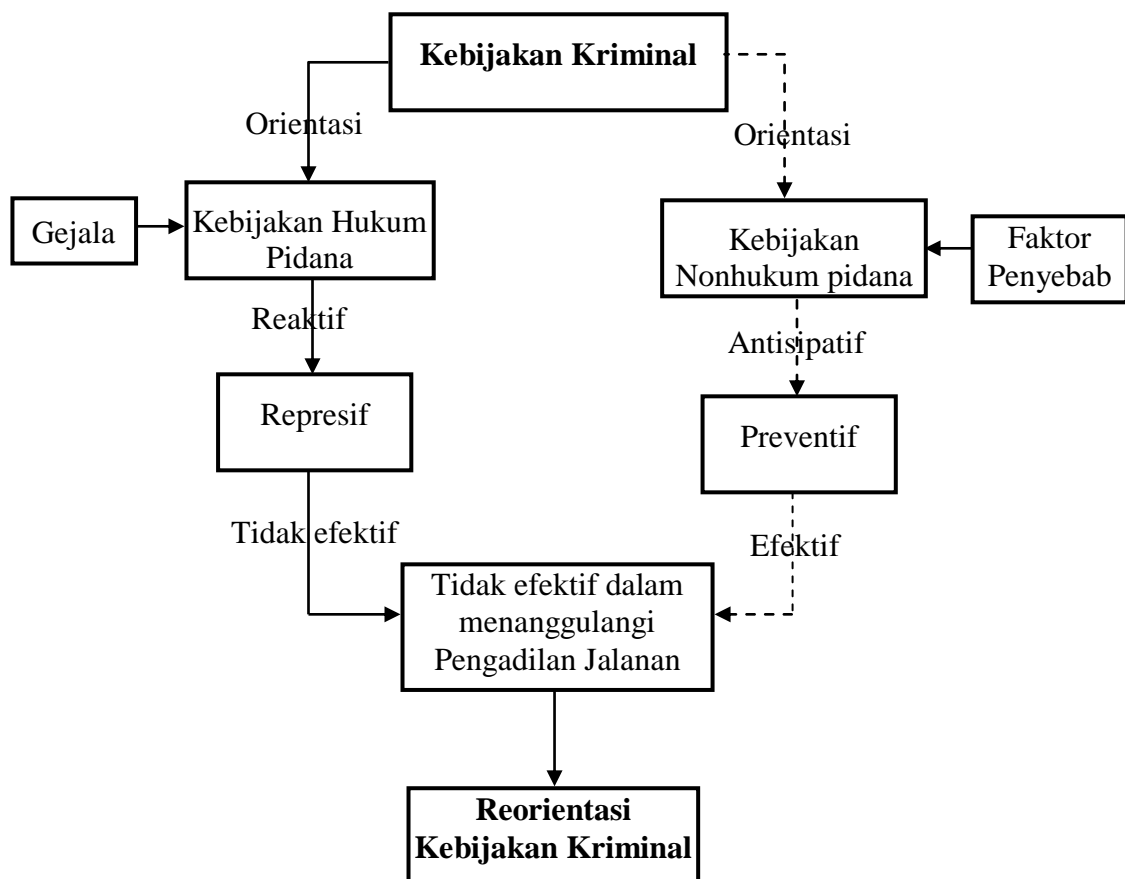 Kebijakan Kriminal
Orientasi
Orientasi
Gejala
Kebijakan Hukum
Pidana
Kebijakan
Nonhukum pidana
Faktor
Penyebab
Reaktif
Antisipatif
Represif
Preventif
Tidak efektif
Efektif
Tidak efektif dalam
menanggulangi
Pengadilan Jalanan
Reorientasi
Kebijakan Kriminal